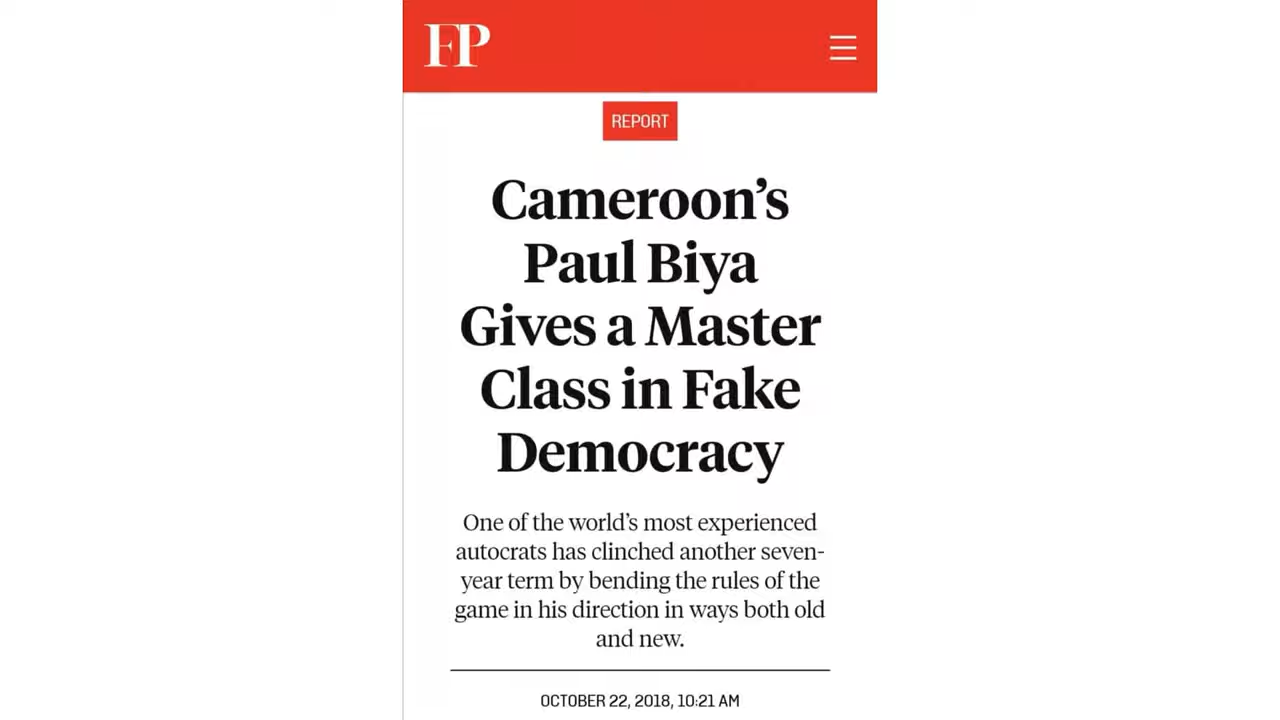 FP
REPORT
Cameroon’s
Paul Biya
Gives a Master
Class in Fake
Democracy
One of the world’s most experienced
autocrats has clinched another seven-
year term by bending the rules of the
game in his direction in ways both old
and new.
OCTOBER 22, 2018, 10:21 AM